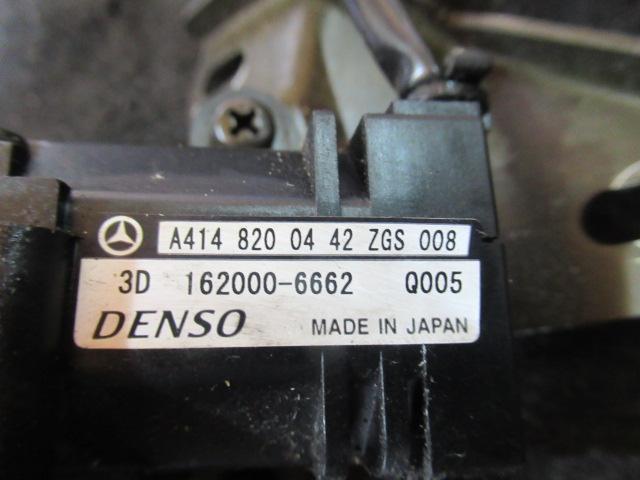 A414 820 04 42 ZGS 008
3D 162000-6662 Q005
DENSO MADE IN JAPAN